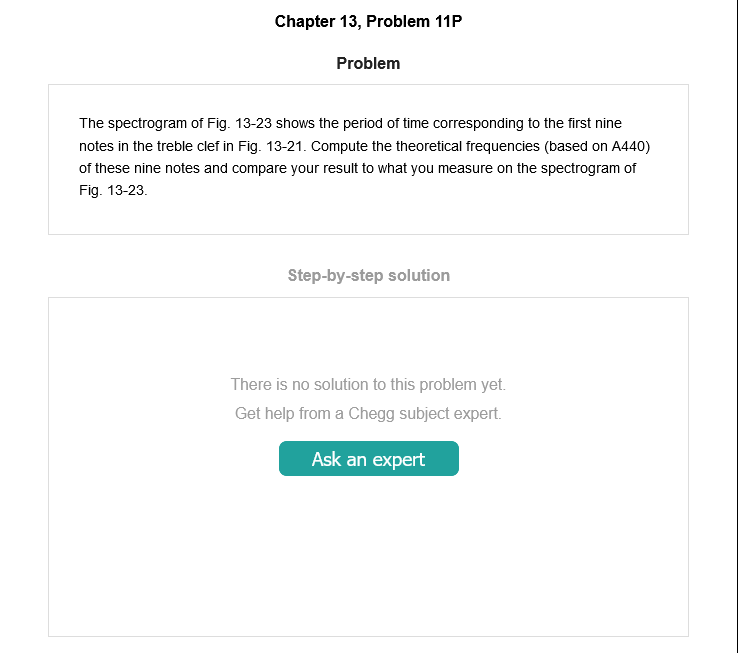 Chapter 13, Problem 11P
Problem
The spectrogram of Fig. 13-23 shows the period of time corresponding to the first nine
notes in the treble clef in Fig. 13-21. Compute the theoretical frequencies (based on A440)
of these nine notes and compare your result to what you measure on the spectrogram of
Fig. 13-23.
Step-by-step solution
There is no solution to this problem yet.
Get help from a Chegg subject expert.
Ask an expert